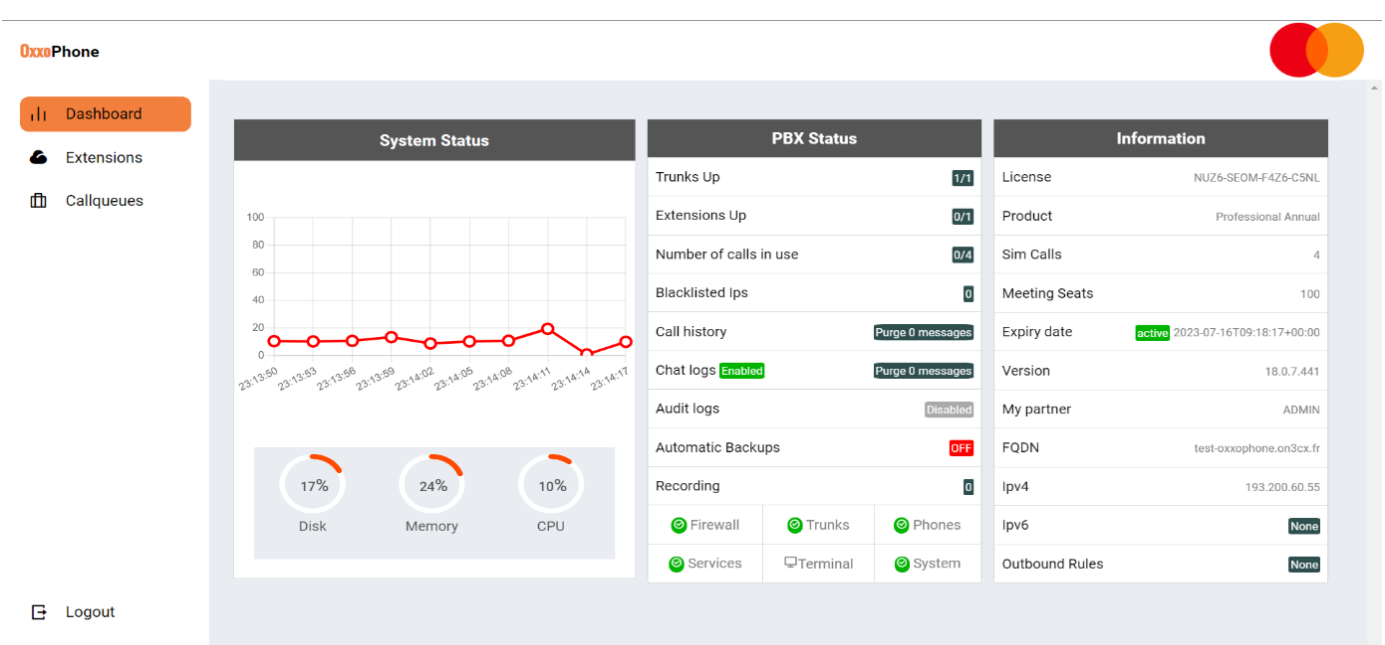 OxxoPhone
Dashboard
Extensions
Callqueues
Logout
System Status
100
80
60
40
20
0
23:13:50 23:13:53 23:13:56 23:13:59 23:14:02 23:14:05 23:14:08 23:14:11 23:14:14 23:14:17
17% 24% 10%
Disk Memory CPU
PBX Status
Trunks Up 1/1
Extensions Up 0/1
Number of calls in use 0/4
Blacklisted Ips 0
Call history Purge 0 messages
Chat logs Enabled Purge 0 messages
Audit logs Disabled
Automatic Backups OFF
Recording 0
Firewall Trunks Phones
Services Terminal System
Information
License NUZ6-SEOM-F4Z6-C5NL
Product Professional Annual
Sim Calls 4
Meeting Seats 100
Expiry date active 2023-07-16T09:18:17+00:00
Version 18.0.7.441
My partner ADMIN
FQDN test-oxxophone.on3cx.fr
Ipv4 193.200.60.55
Ipv6 None
Outbound Rules None